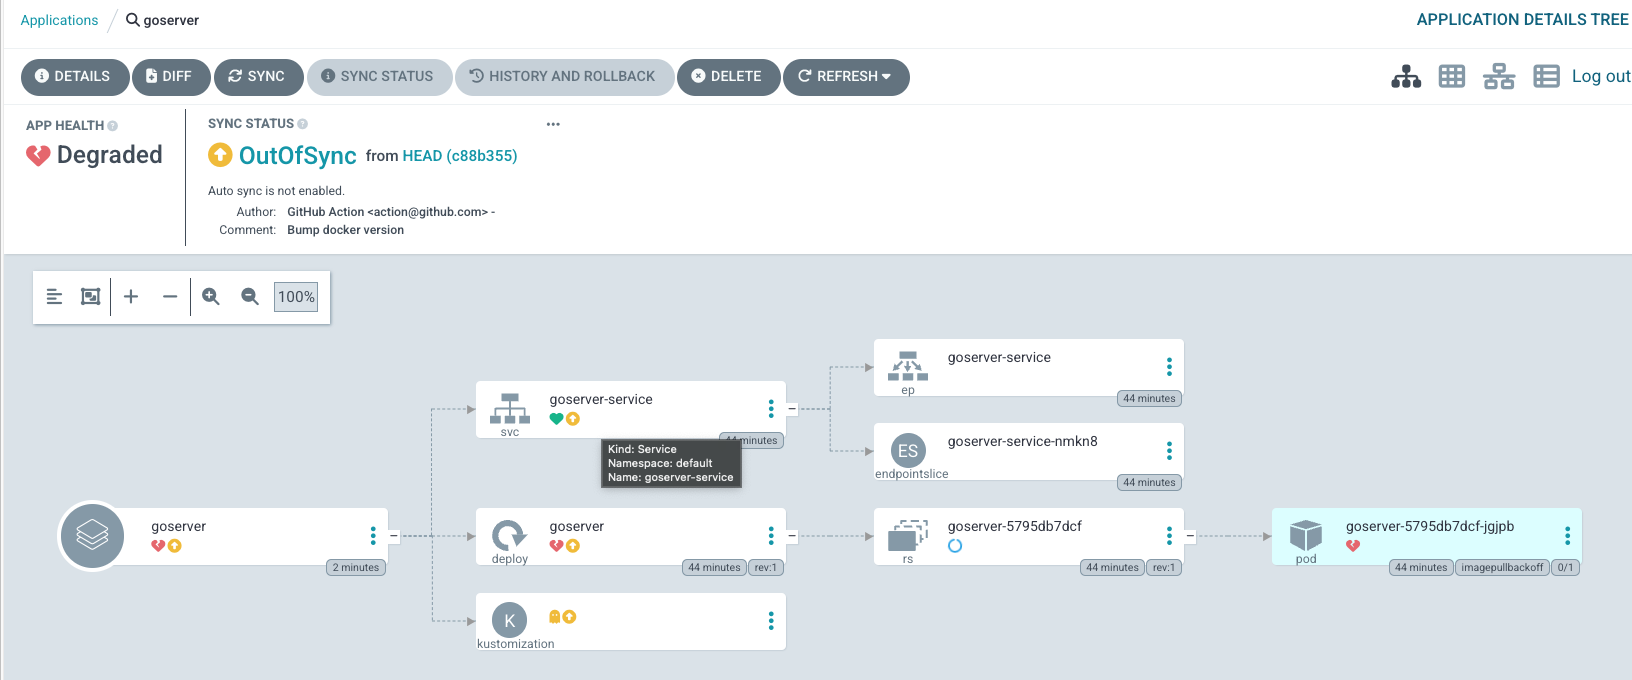 Applications / goserver
APPLICATION DETAILS TREE
DETAILS DIFF SYNC SYNC STATUS HISTORY AND ROLLBACK DELETE REFRESH
Log out
APP HEALTH
Degraded
SYNC STATUS
OutOfSync from HEAD (c88b355)
Auto sync is not enabled.
Author: GitHub Action <action@github.com> -
Comment: Bump docker version
100%
goserver-service
ep
44 minutes
goserver-service
svc
44 minutes
Kind: Service
Namespace: default
Name: goserver-service
ES
goserver-service-nmkn8
endpointslice
44 minutes
goserver
2 minutes
goserver
deploy
44 minutes rev:1
goserver-5795db7dcf
rs
44 minutes rev:1
goserver-5795db7dcf-jgjpb
pod
44 minutes imagepullbackoff 0/1
K
kustomization